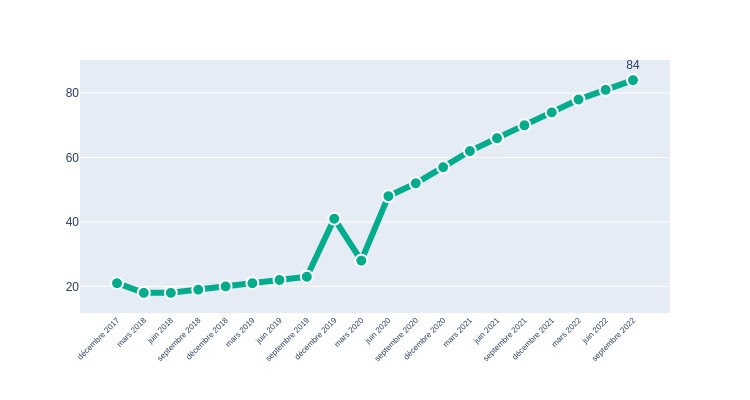 84
80
60
40
20
décembre 2017
mars 2018
juin 2018
septembre 2018
décembre 2018
mars 2019
juin 2019
septembre 2019
décembre 2019
mars 2020
juin 2020
septembre 2020
décembre 2020
mars 2021
juin 2021
septembre 2021
décembre 2021
mars 2022
juin 2022
septembre 2022